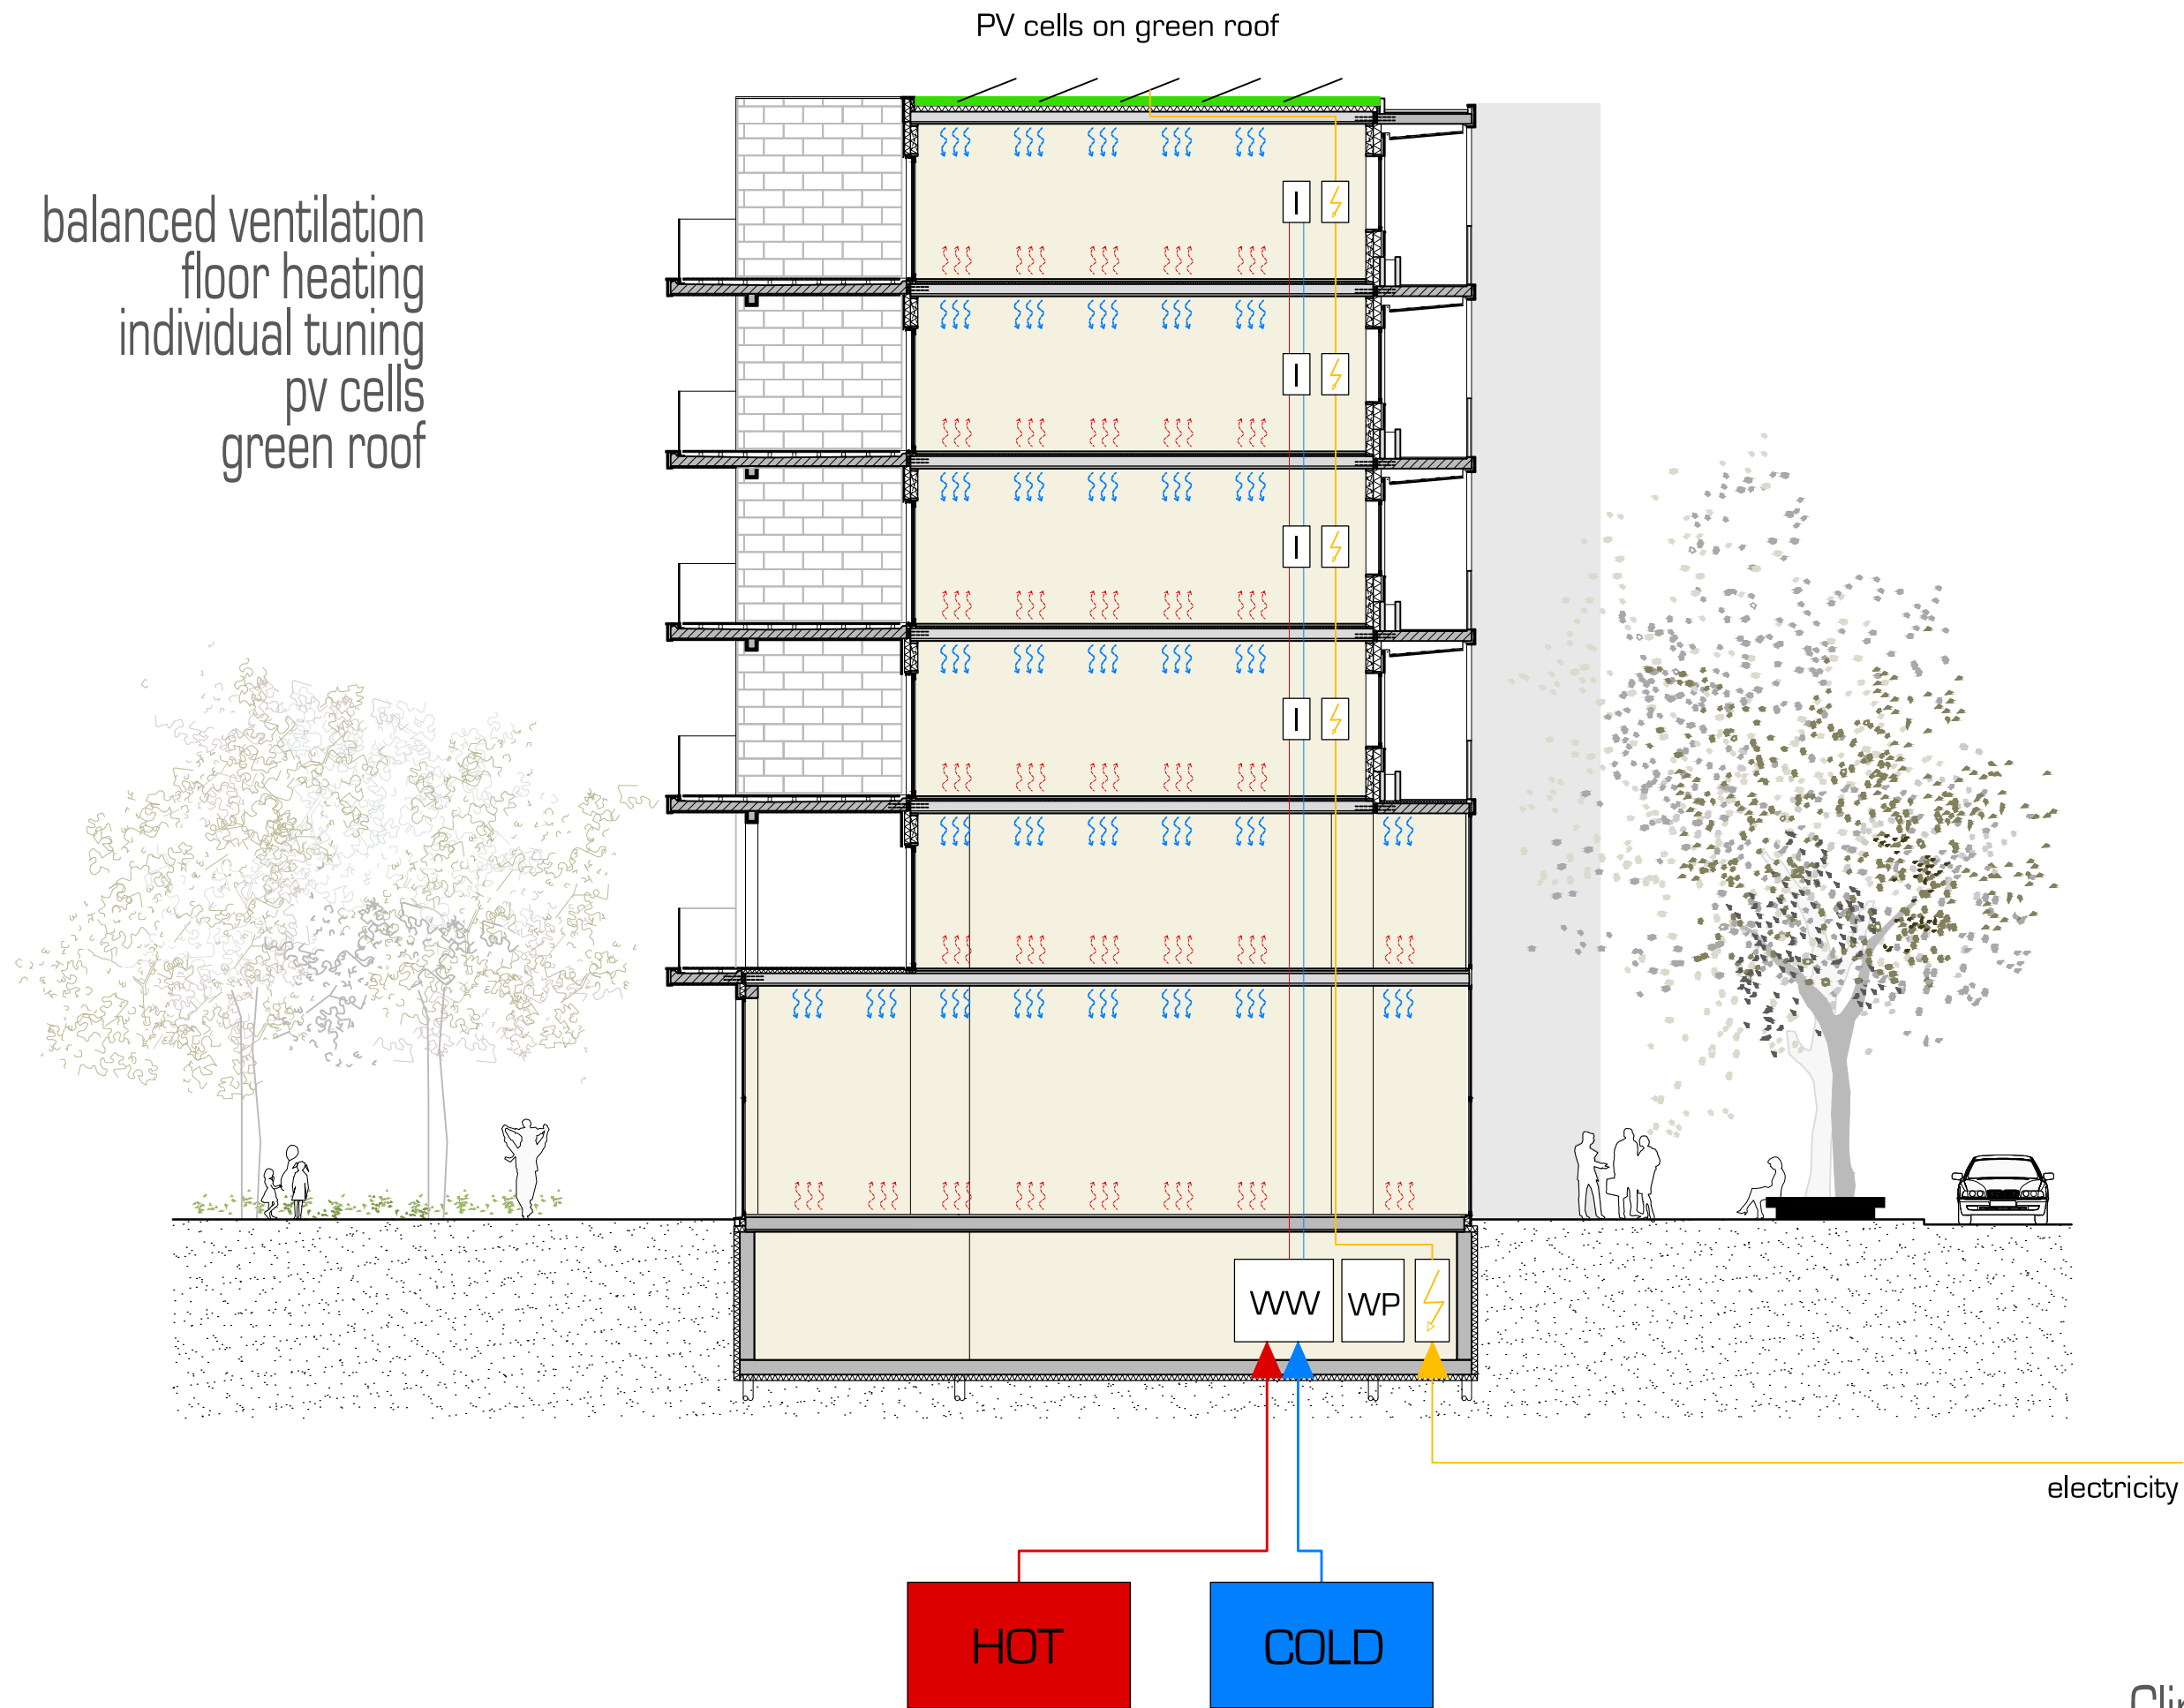 PV cells on green roof
balanced ventilation
floor heating
individual tuning
pv cells
green roof
I
I
I
I
WW WP
electricity
HOT COLD